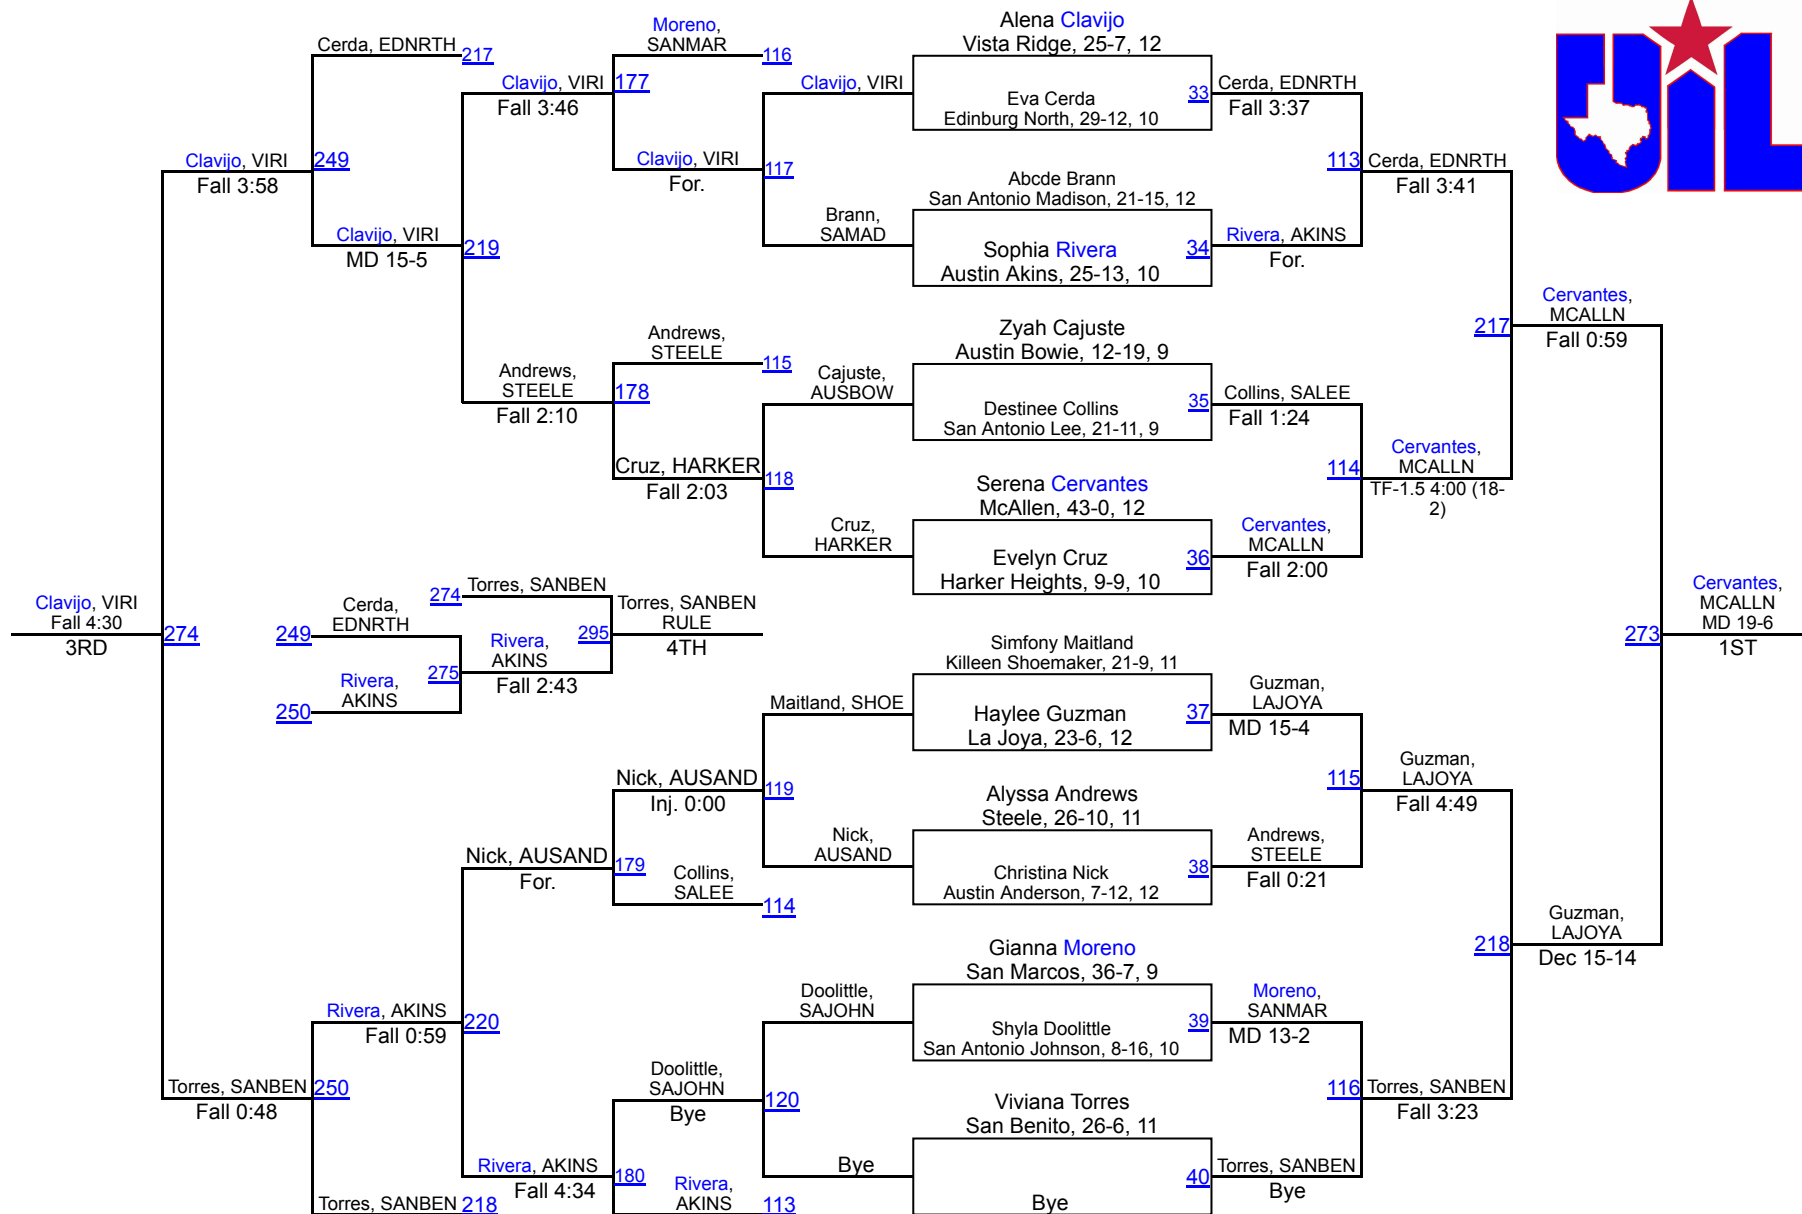 Alena Clavijo
Vista Ridge, 25-7, 12
Eva Cerda
Edinburg North, 29-12, 10
33
Abcde Brann
San Antonio Madison, 21-15, 12
Sophia Rivera
Austin Akins, 25-13, 10
34
Zyah Cajuste
Austin Bowie, 12-19, 9
Destinee Collins
San Antonio Lee, 21-11, 9
35
Serena Cervantes
McAllen, 43-0, 12
Evelyn Cruz
Harker Heights, 9-9, 10
36
Simfony Maitland
Killeen Shoemaker, 21-9, 11
Haylee Guzman
La Joya, 23-6, 12
37
Alyssa Andrews
Steele, 26-10, 11
Christina Nick
Austin Anderson, 7-12, 12
38
Gianna Moreno
San Marcos, 36-7, 9
Shyla Doolittle
San Antonio Johnson, 8-16, 10
39
Viviana Torres
San Benito, 26-6, 11
Bye
40
Cerda, EDNRTH
Fall 3:37
Rivera, AKINS
For.
Collins, SALEE
Fall 1:24
Cervantes,
MCALLN
Fall 2:00
Guzman,
LAJOYA
MD 15-4
Andrews,
STEELE
Fall 0:21
Moreno,
SANMAR
MD 13-2
Torres, SANBEN
Bye
113
Cerda, EDNRTH
Fall 3:41
114
Cervantes,
MCALLN
TF-1.5 4:00 (18-
2)
115
Guzman,
LAJOYA
Fall 4:49
116
Torres, SANBEN
Fall 3:23
217
Cervantes,
MCALLN
Fall 0:59
218
Guzman,
LAJOYA
Dec 15-14
273
Cervantes,
MCALLN
MD 19-6
1ST
UIL
Clavijo, VIRI
Brann,
SAMAD
Cajuste,
AUSBOW
Cruz,
HARKER
Maitland, SHOE
Nick,
AUSAND
Doolittle,
SAJOHN
Bye
Moreno,
SANMAR
116
Clavijo, VIRI
For.
117
Andrews,
STEELE
115
Cruz, HARKER
Fall 2:03
118
Nick, AUSAND
Inj. 0:00
119
Collins,
SALEE
114
Doolittle,
SAJOHN
Bye
120
Rivera,
AKINS
113
Clavijo, VIRI
Fall 3:46
177
Andrews,
STEELE
Fall 2:10
178
Nick, AUSAND
For.
179
Rivera, AKINS
Fall 4:34
180
Cerda, EDNRTH
217
Clavijo, VIRI
MD 15-5
219
Rivera, AKINS
Fall 0:59
220
Torres, SANBEN
218
Clavijo, VIRI
Fall 3:58
249
Torres, SANBEN
Fall 0:48
250
Clavijo, VIRI
Fall 4:30
3RD
274
249
Cerda,
EDNRTH
250
Rivera,
AKINS
274
Torres, SANBEN
275
Rivera,
AKINS
Fall 2:43
295
Torres, SANBEN
RULE
4TH